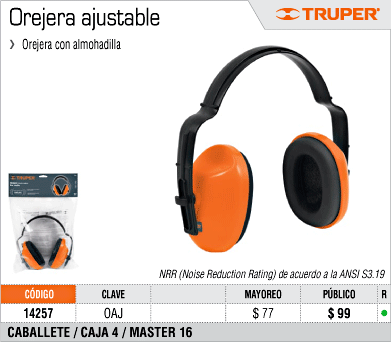 Orejera ajustable
TRUPER®
❯ Orejera con almohadilla
TRUPER
NRR (Noise Reduction Rating) de acuerdo a la ANSI S3.19
CÓDIGO CLAVE MAYOREO PÚBLICO R
14257 OAJ $ 77 $ 99 ●
CABALLETE / CAJA 4 / MASTER 16